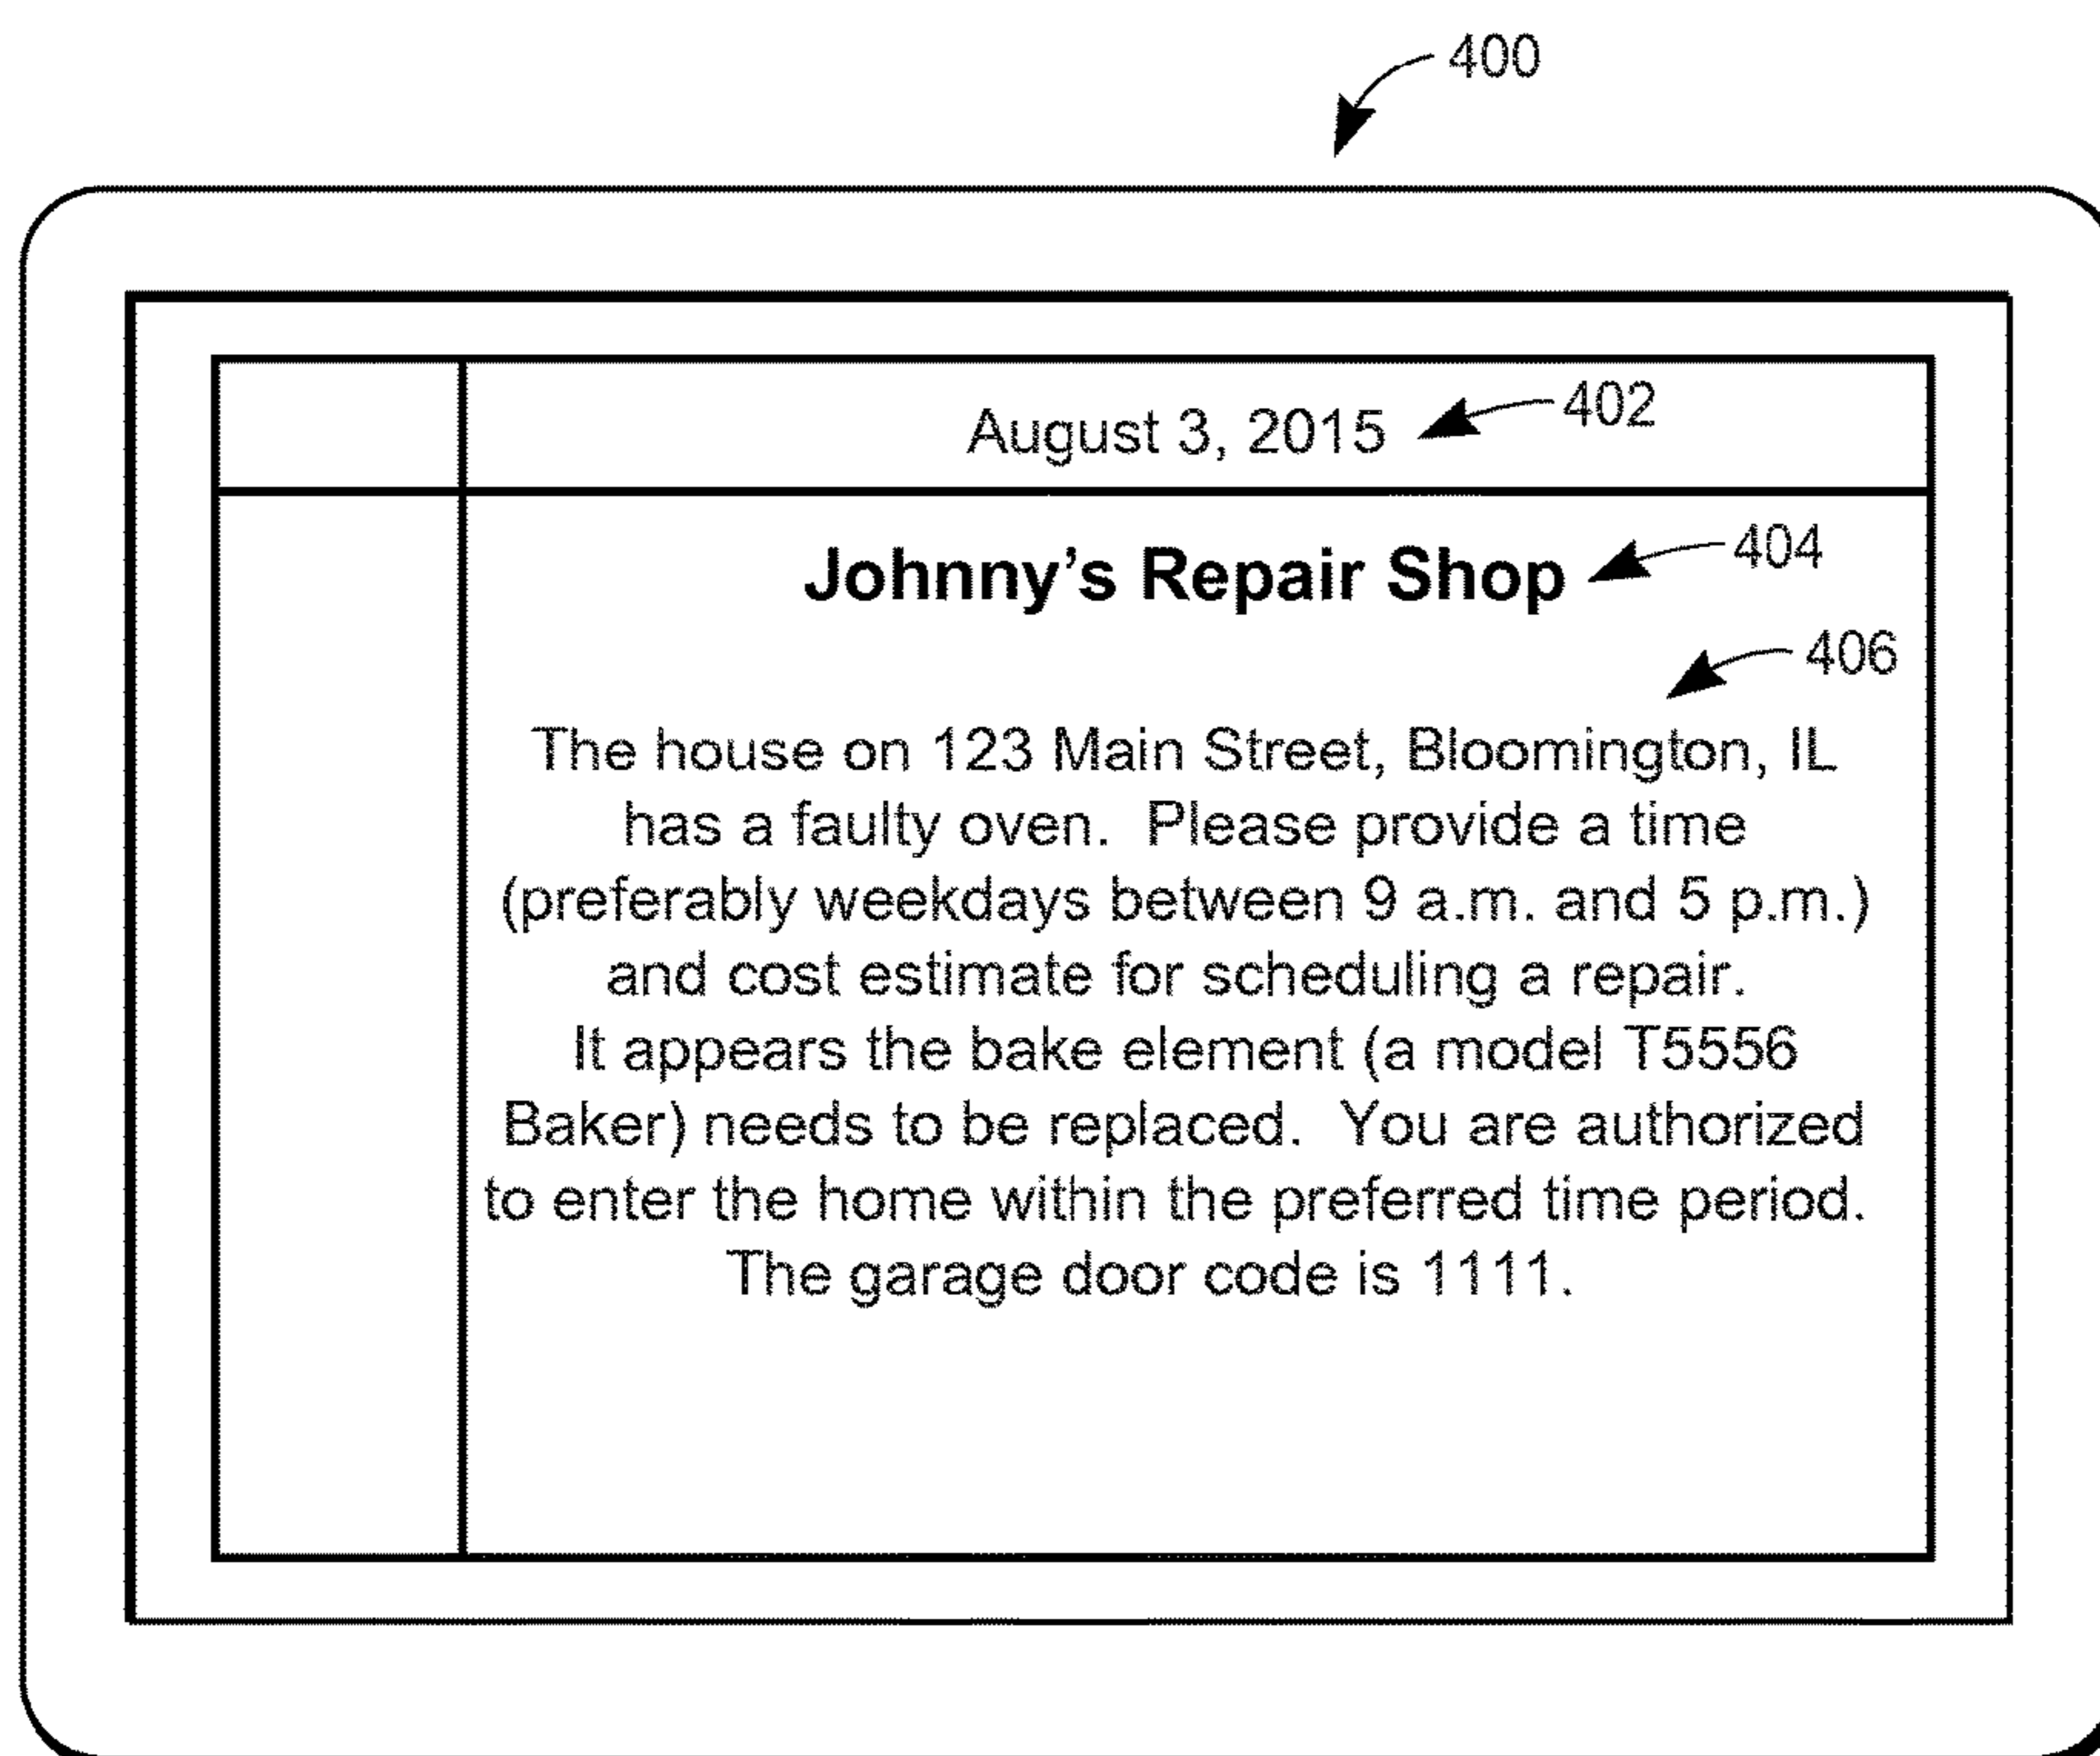 400
August 3, 2015 402
Johnny's Repair Shop 404
406
The house on 123 Main Street, Bloomington, IL
has a faulty oven.  Please provide a time
(preferably weekdays between 9 a.m. and 5 p.m.)
and cost estimate for scheduling a repair.
It appears the bake element (a model T5556
Baker) needs to be replaced.  You are authorized
to enter the home within the preferred time period.
The garage door code is 1111.